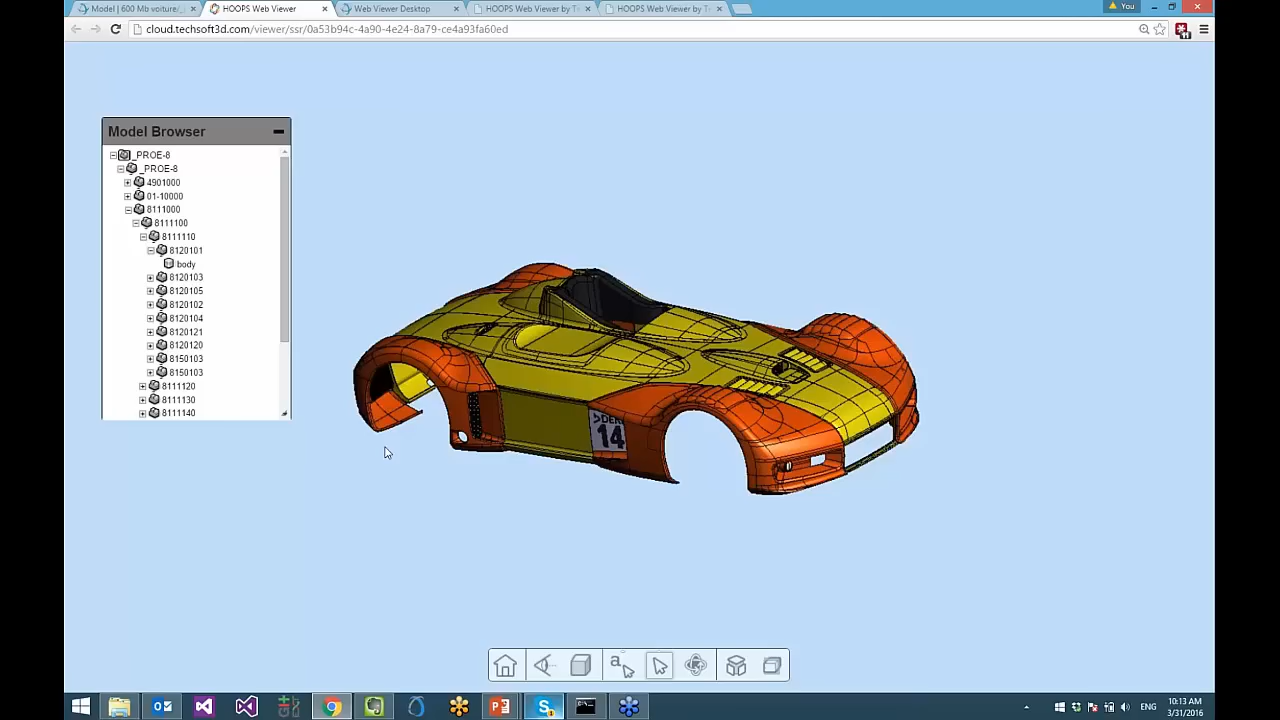 Model | 600 Mb voiture/
HOOPS Web Viewer
Web Viewer Desktop
HOOPS Web Viewer by T
HOOPS Web Viewer by T
You
cloud.techsoft3d.com/viewer/ssr/0a53b94c-4a90-4e24-8a79-ce4a93fa60ed
Model Browser
_PROE-8
_PROE-8
4901000
01-10000
8111000
8111100
8111110
8120101
body
8120103
8120105
8120102
8120104
8120121
8120120
8150103
8150103
8111120
8111130
8111140
14
a
ENG
10:13 AM
3/31/2016